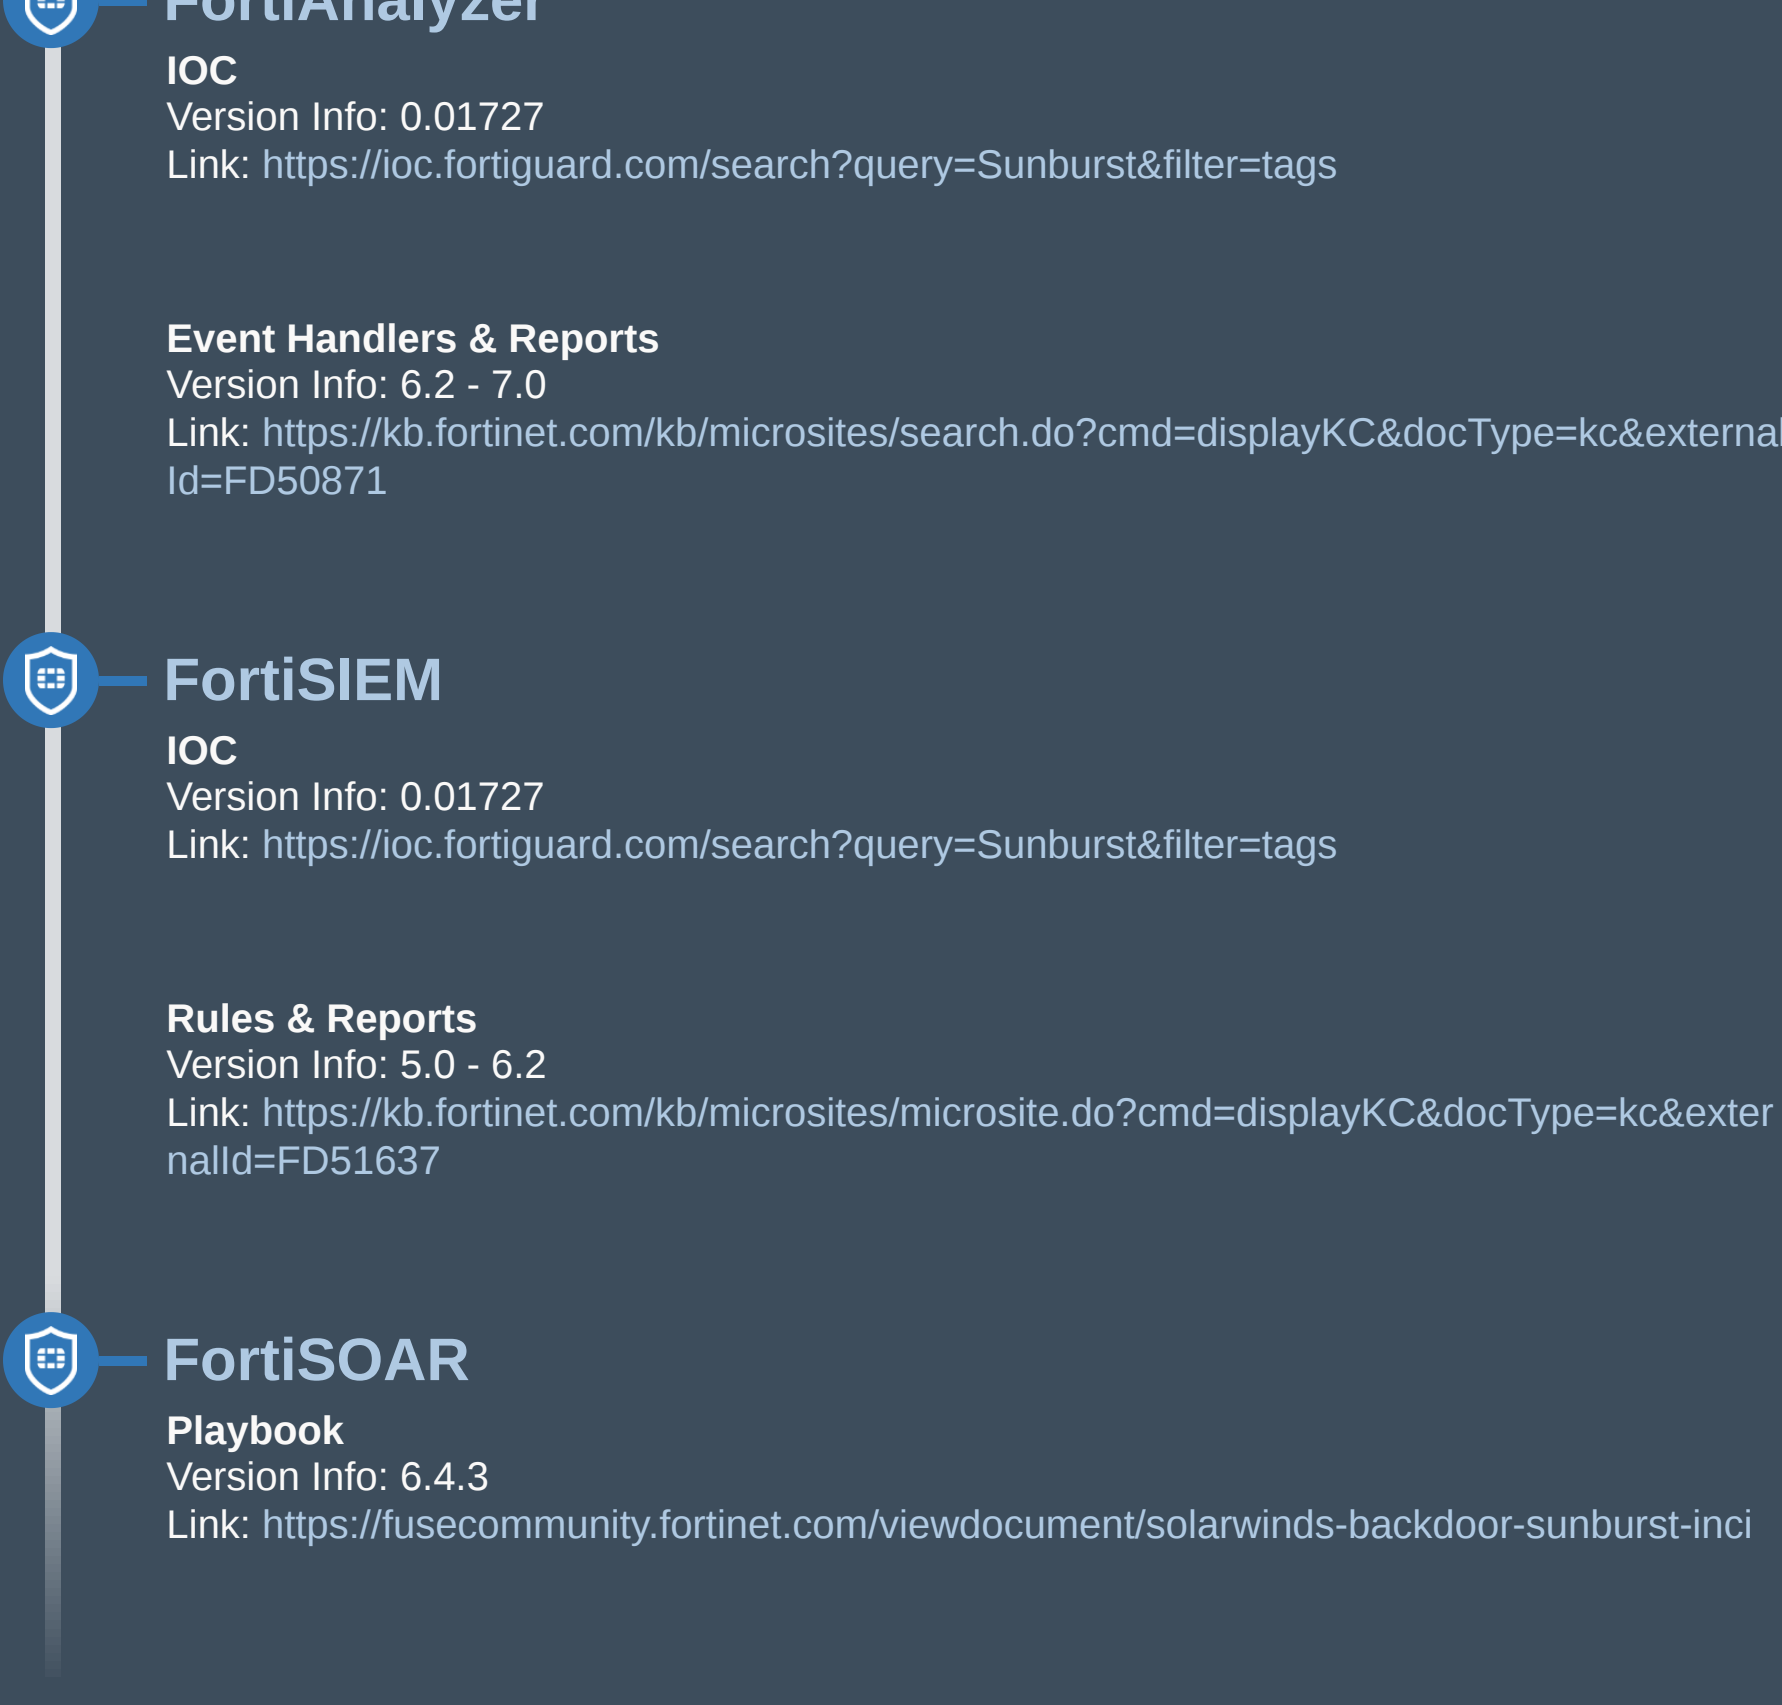 FortiAnalyzer
IOC
Version Info: 0.01727
Link: https://ioc.fortiguard.com/search?query=Sunburst&filter=tags
Event Handlers & Reports
Version Info: 6.2 - 7.0
Link: https://kb.fortinet.com/kb/microsites/search.do?cmd=displayKC&docType=kc&external
Id=FD50871
FortiSIEM
IOC
Version Info: 0.01727
Link: https://ioc.fortiguard.com/search?query=Sunburst&filter=tags
Rules & Reports
Version Info: 5.0 - 6.2
Link: https://kb.fortinet.com/kb/microsites/microsite.do?cmd=displayKC&docType=kc&exter
nalId=FD51637
FortiSOAR
Playbook
Version Info: 6.4.3
Link: https://fusecommunity.fortinet.com/viewdocument/solarwinds-backdoor-sunburst-inci